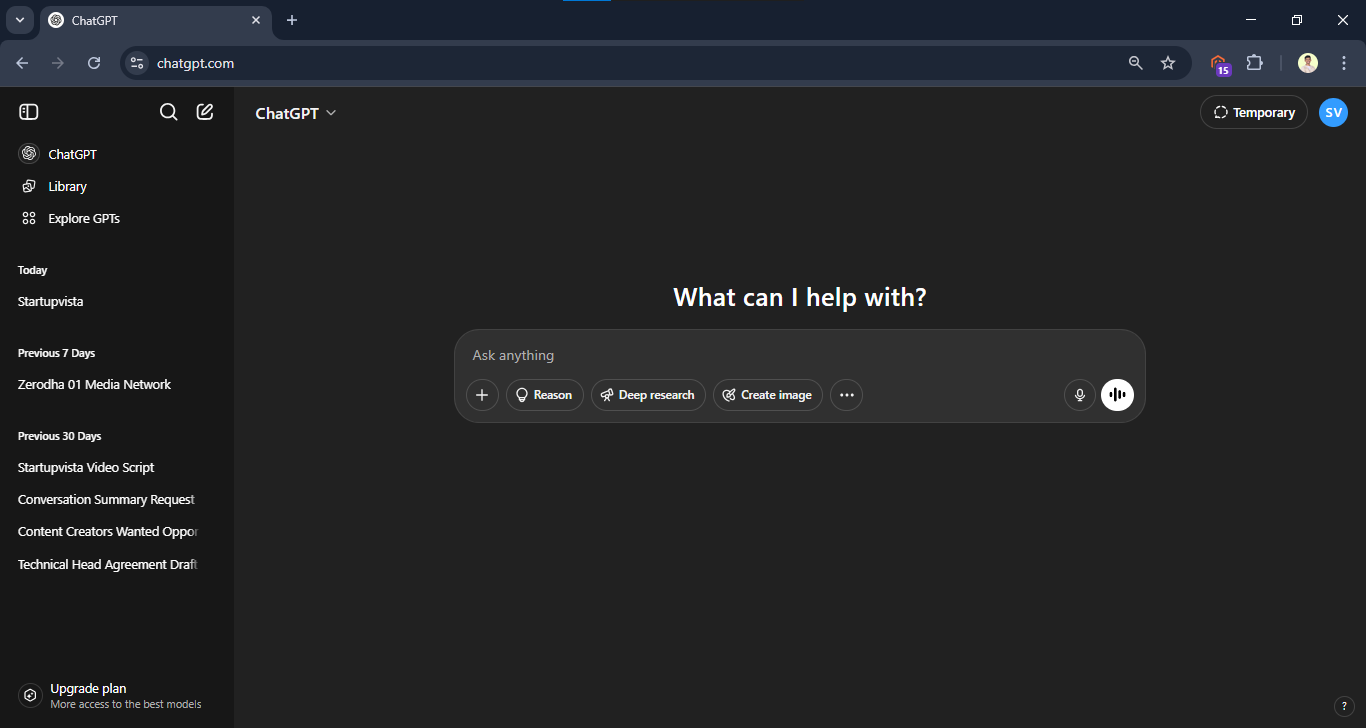 ChatGPT
chatgpt.com
15
ChatGPT
Temporary
SV
ChatGPT
Library
Explore GPTs
Today
Startupvista
Previous 7 Days
Zerodha 01 Media Network
Previous 30 Days
Startupvista Video Script
Conversation Summary Request
Content Creators Wanted Oppor
Technical Head Agreement Draft
Upgrade plan
More access to the best models
What can I help with?
Ask anything
Reason
Deep research
Create image
?